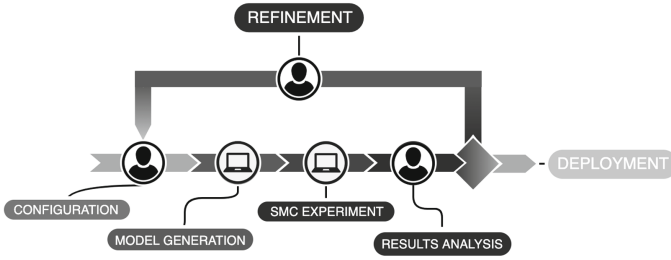 REFINEMENT
DEPLOYMENT
CONFIGURATION
SMC EXPERIMENT
MODEL GENERATION
RESULTS ANALYSIS